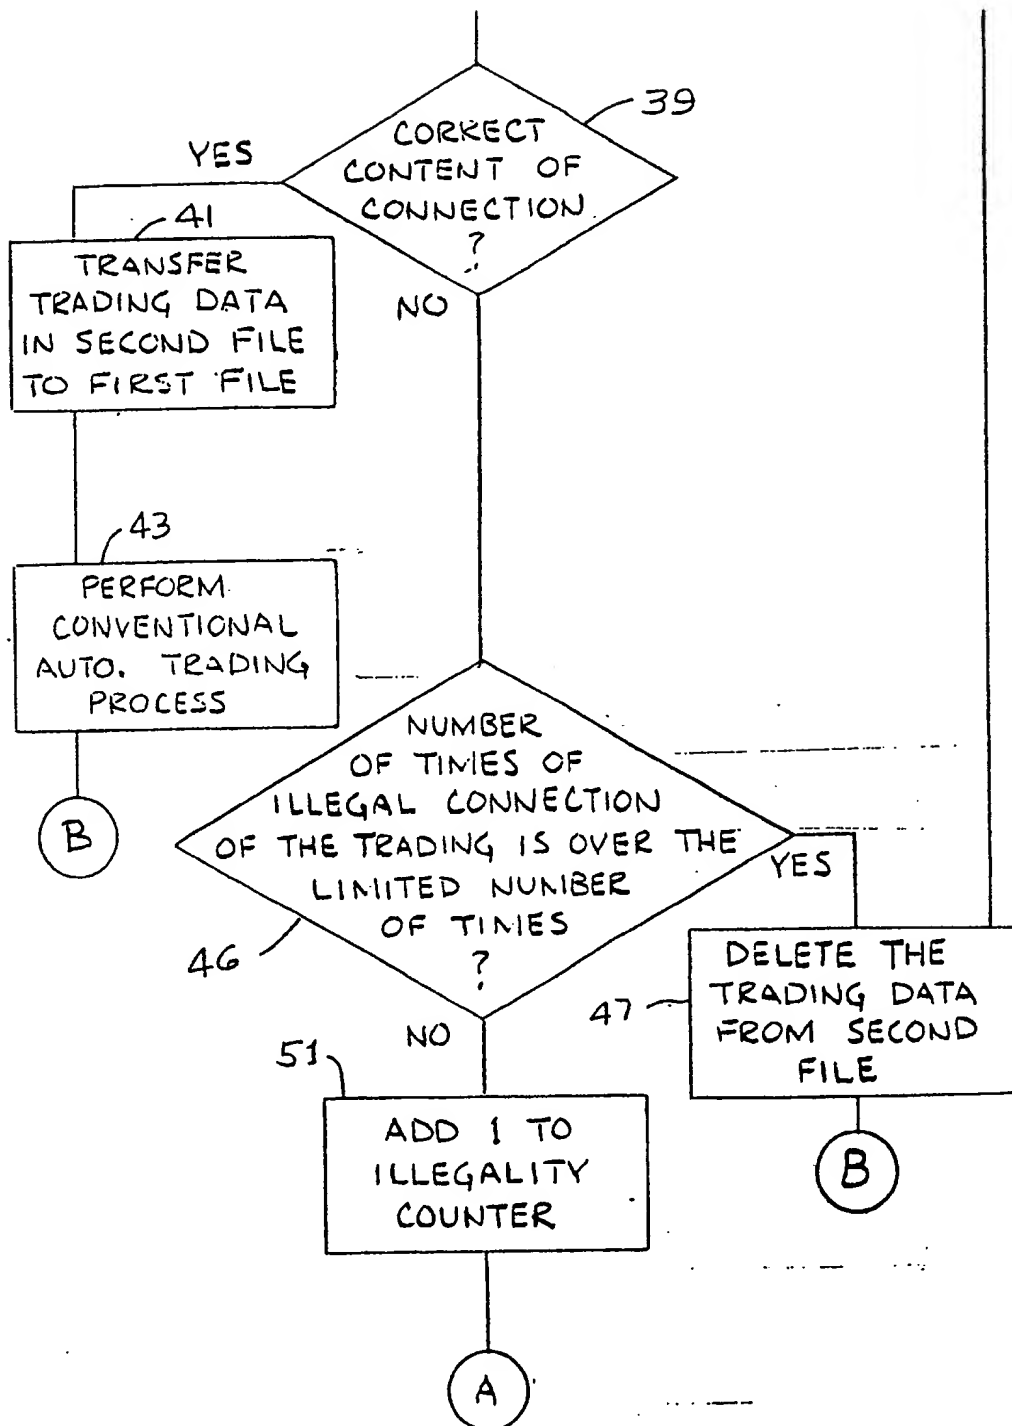 39
CORRECT
CONTENT OF
CONNECTION
?
YES
NO
41
TRANSFER
TRADING DATA
IN SECOND FILE
TO FIRST FILE
43
PERFORM
CONVENTIONAL
AUTO. TRADING
PROCESS
B
NUMBER
OF TIMES OF
ILLEGAL CONNECTION
OF THE TRADING IS OVER THE
LIMITED NUMBER
OF TIMES
?
46
YES
NO
47
DELETE THE
TRADING DATA
FROM SECOND
FILE
B
51
ADD 1 TO
ILLEGALITY
COUNTER
A